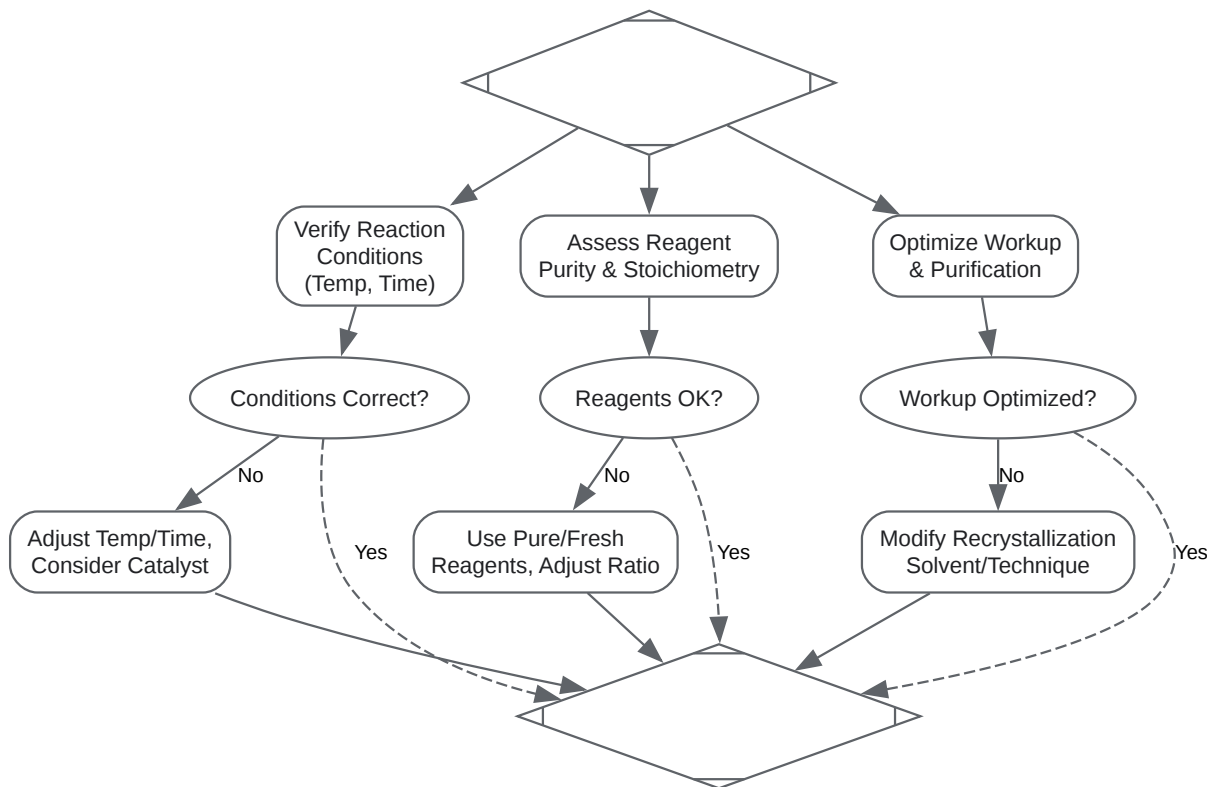 Verify Reaction
Conditions
(Temp, Time)
Assess Reagent
Purity & Stoichiometry
Optimize Workup
& Purification
Conditions Correct?
Reagents OK?
Workup Optimized?
No
No
No
Adjust Temp/Time,
Consider Catalyst
Yes
Use Pure/Fresh
Reagents, Adjust Ratio
Yes
Modify Recrystallization
Solvent/Technique
Yes